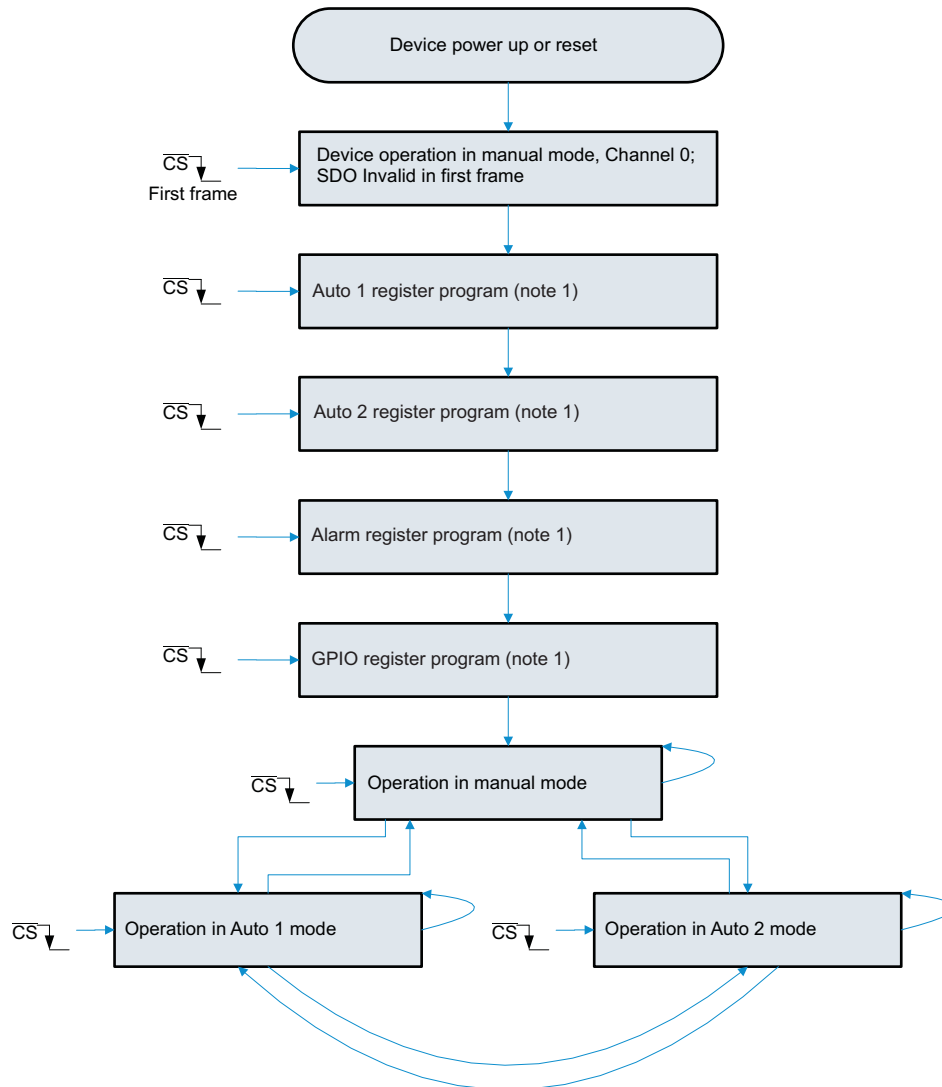 Device power up or reset
CS
First frame
Device operation in manual mode, Channel 0;
SDO Invalid in first frame
CS
Auto 1 register program (note 1)
CS
Auto 2 register program (note 1)
CS
Alarm register program (note 1)
CS
GPIO register program (note 1)
CS
Operation in manual mode
CS
Operation in Auto 1 mode
CS
Operation in Auto 2 mode